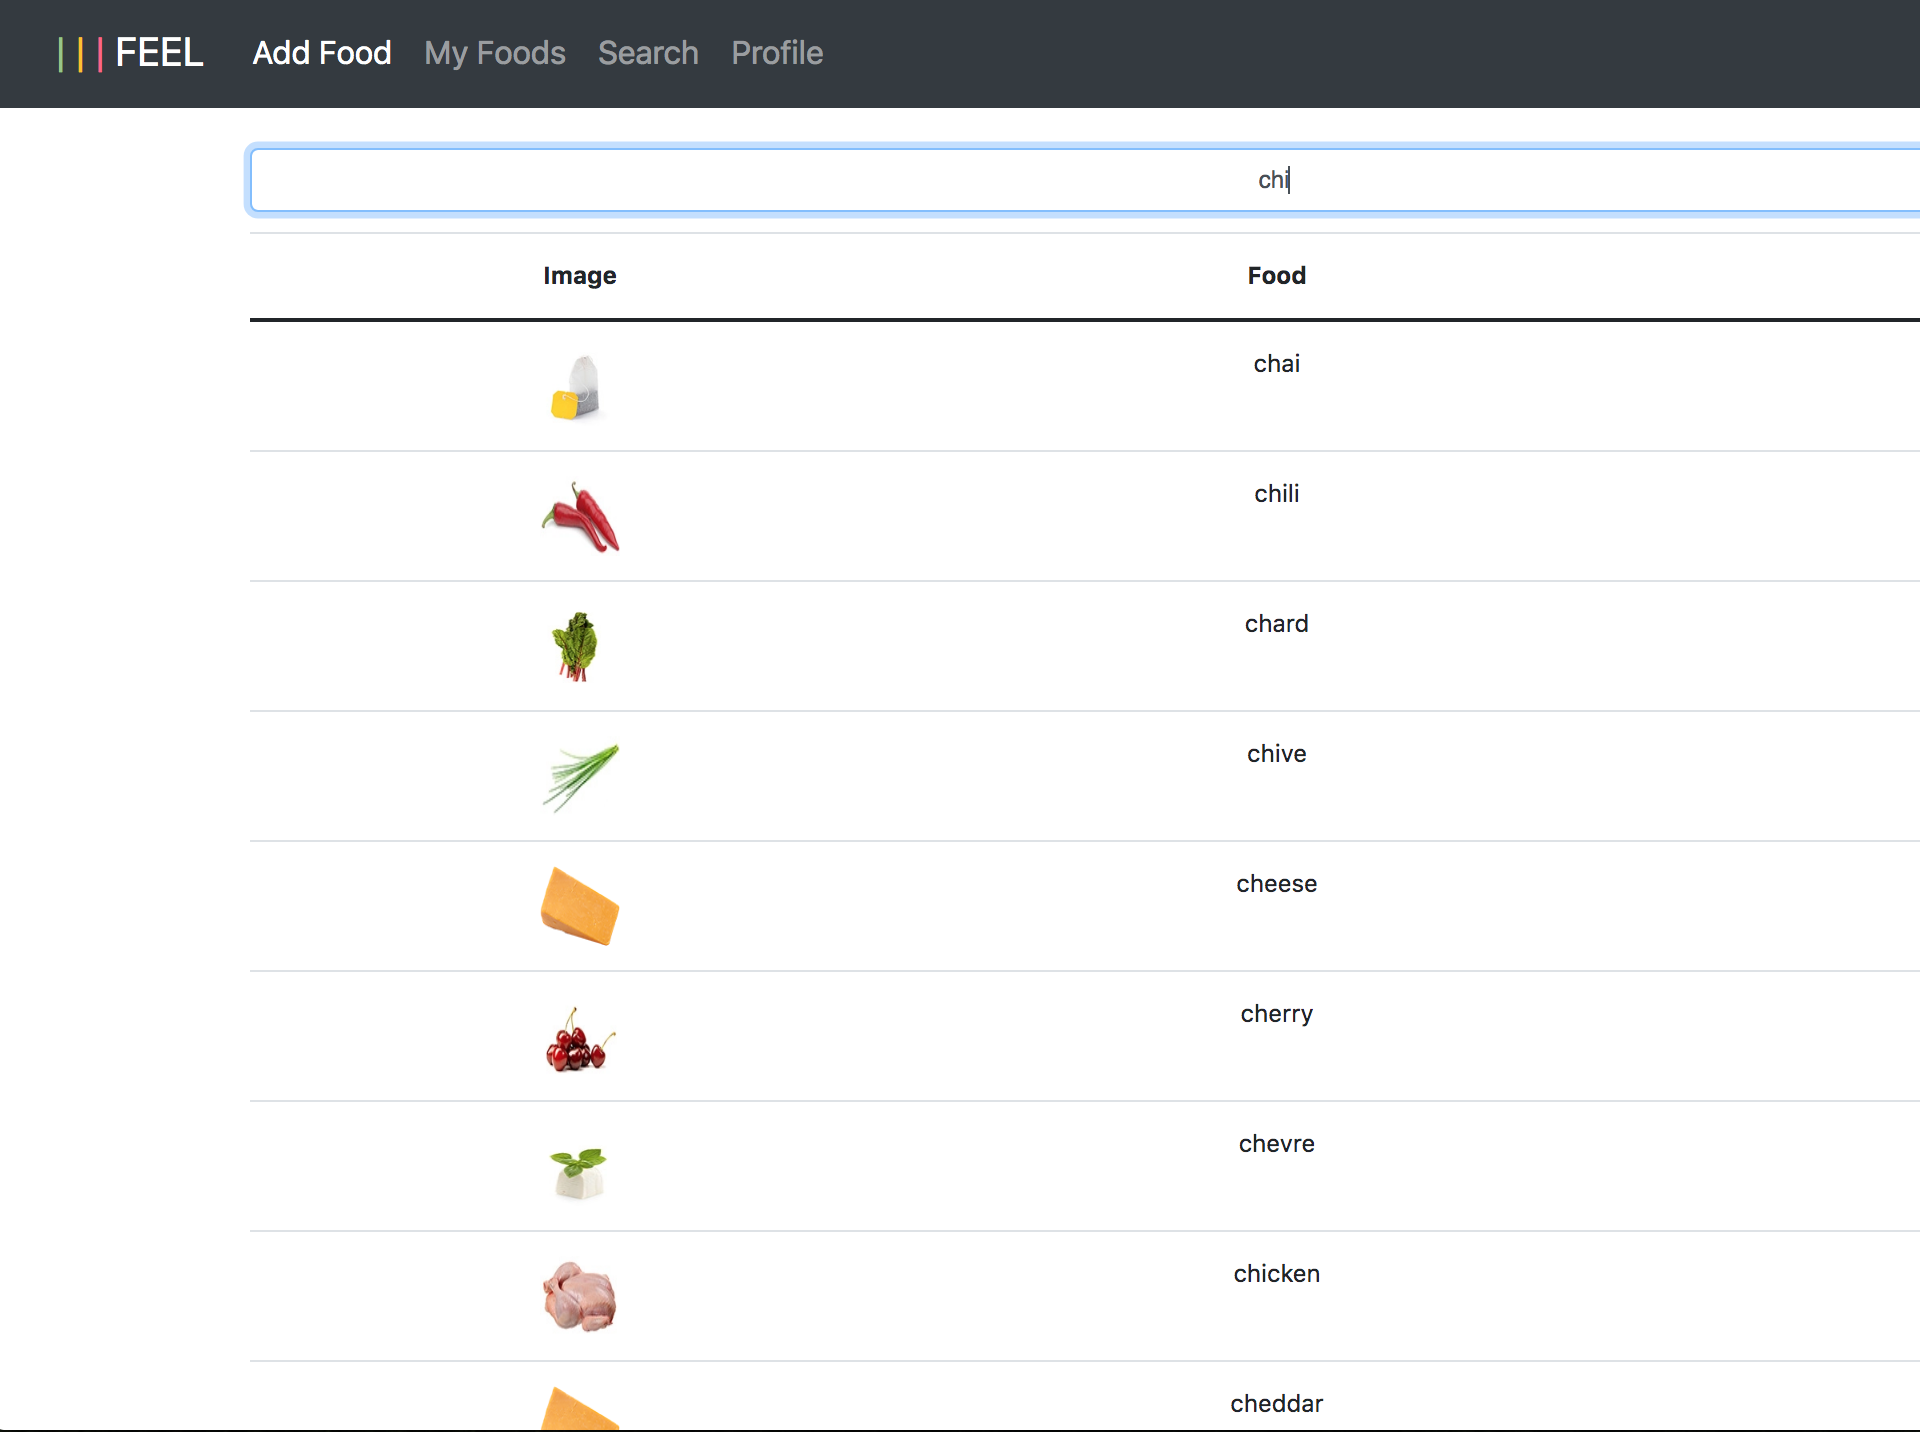 ||| FEEL Add Food My Foods Search Profile
chi
Image Food
chai
chili
chard
chive
cheese
cherry
chevre
chicken
cheddar